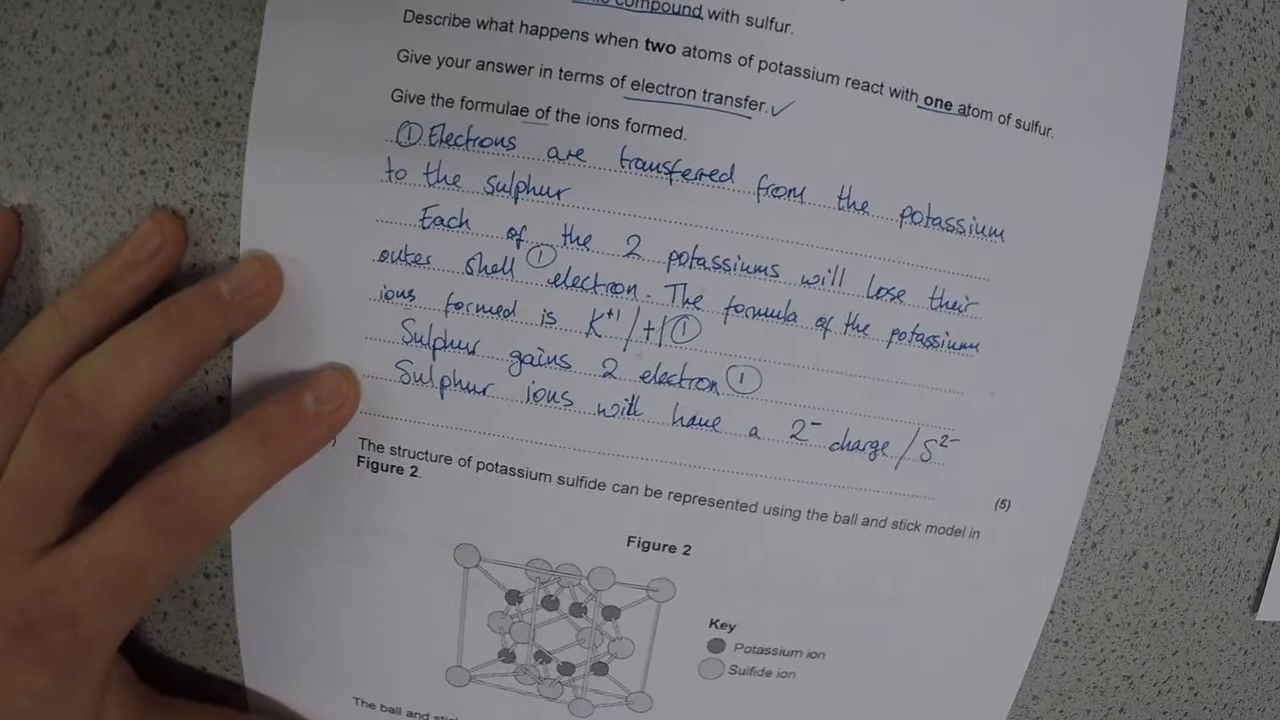 compound with sulfur.
Describe what happens when two atoms of potassium react with one atom of sulfur.
Give your answer in terms of electron transfer. ✓
Give the formulae of the ions formed.
① Electrons are transferred from the potassium
to the sulphur
Each of the 2 potassiums will lose their
outer shell ① electron. The formula of the potassium
ions formed is K⁺¹/+1 ①
Sulphur gains 2 electron ①
Sulphur ions will have a 2⁻ charge / S²⁻
(5)
The structure of potassium sulfide can be represented using the ball and stick model in
Figure 2.
Figure 2
Key
Potassium ion
Sulfide ion
The ball and